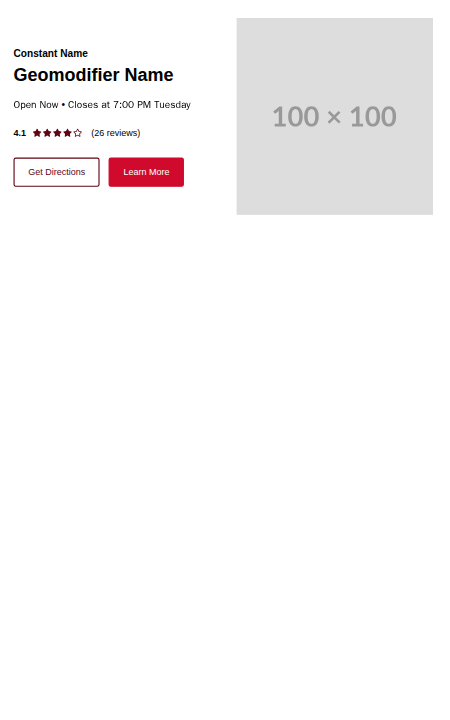 Constant Name
Geomodifier Name
Open Now • Closes at 7:00 PM Tuesday
4.1 (26 reviews)
Get Directions Learn More
100 × 100